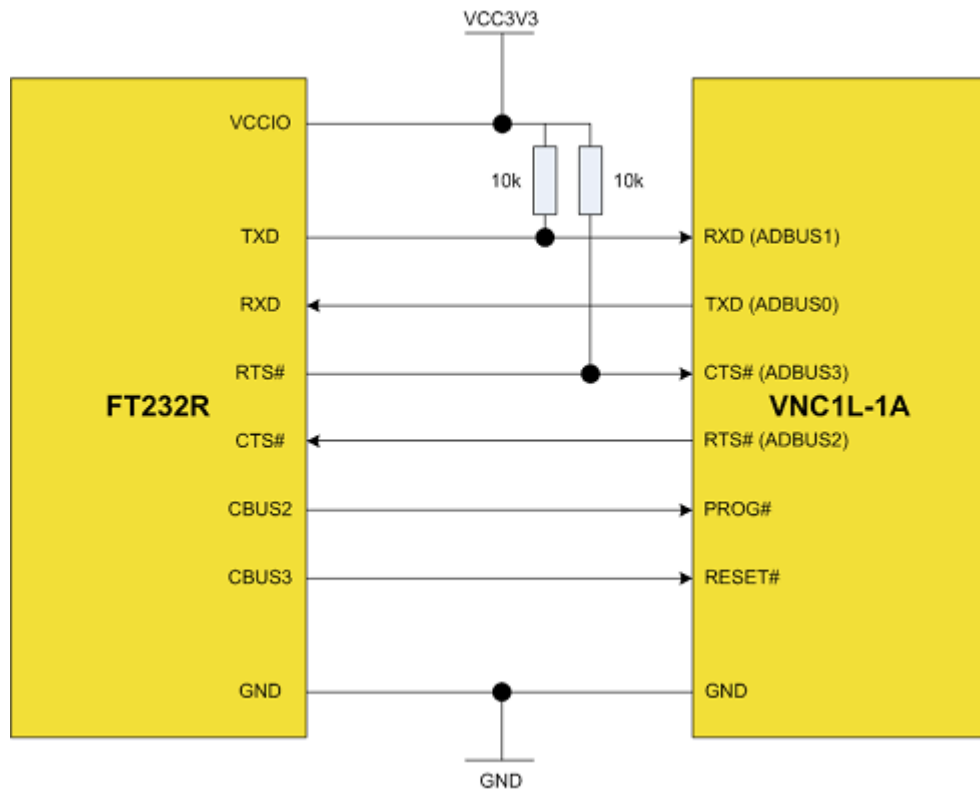 VCC3V3
VCCIO
10k
10k
TXD
RXD (ADBUS1)
RXD
TXD (ADBUS0)
RTS#
CTS# (ADBUS3)
FT232R
VNC1L-1A
CTS#
RTS# (ADBUS2)
CBUS2
PROG#
CBUS3
RESET#
GND
GND
GND